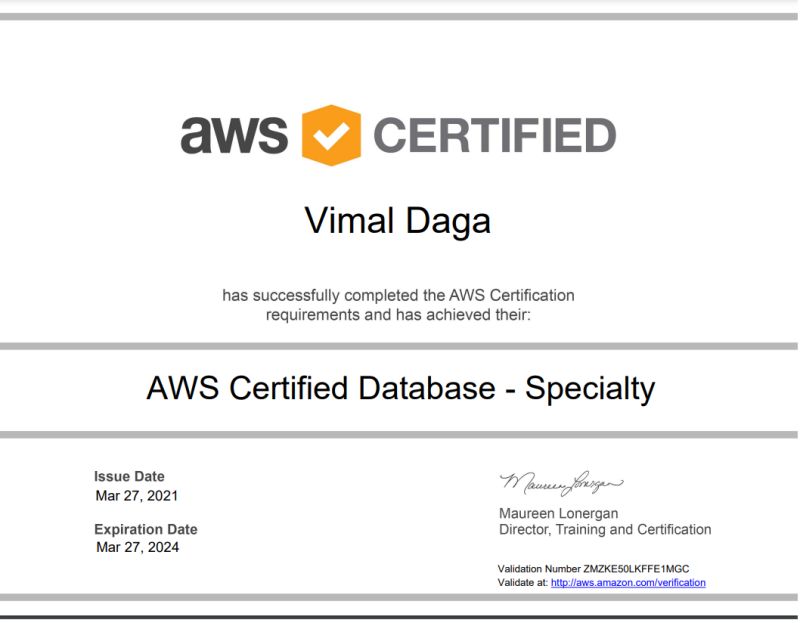 aws CERTIFIED
Vimal Daga
has successfully completed the AWS Certification
requirements and has achieved their:
AWS Certified Database - Specialty
Issue Date
Mar 27, 2021
Expiration Date
Mar 27, 2024
Maureen Lonergan
Maureen Lonergan
Director, Training and Certification
Validation Number ZMZKE50LKFFE1MGC
Validate at: http://aws.amazon.com/verification